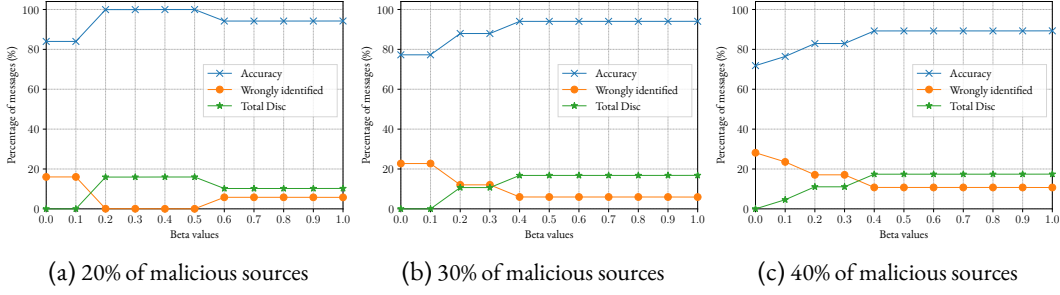 Percentage of messages (%)
100
80
60
40
20
0
Accuracy
Wrongly identified
Total Disc
0.0 0.1 0.2 0.3 0.4 0.5 0.6 0.7 0.8 0.9 1.0
Beta values
(a) 20% of malicious sources
Percentage of messages (%)
100
80
60
40
20
0
Accuracy
Wrongly identified
Total Disc
0.0 0.1 0.2 0.3 0.4 0.5 0.6 0.7 0.8 0.9 1.0
Beta values
(b) 30% of malicious sources
Percentage of messages (%)
100
80
60
40
20
0
Accuracy
Wrongly identified
Total Disc
0.0 0.1 0.2 0.3 0.4 0.5 0.6 0.7 0.8 0.9 1.0
Beta values
(c) 40% of malicious sources